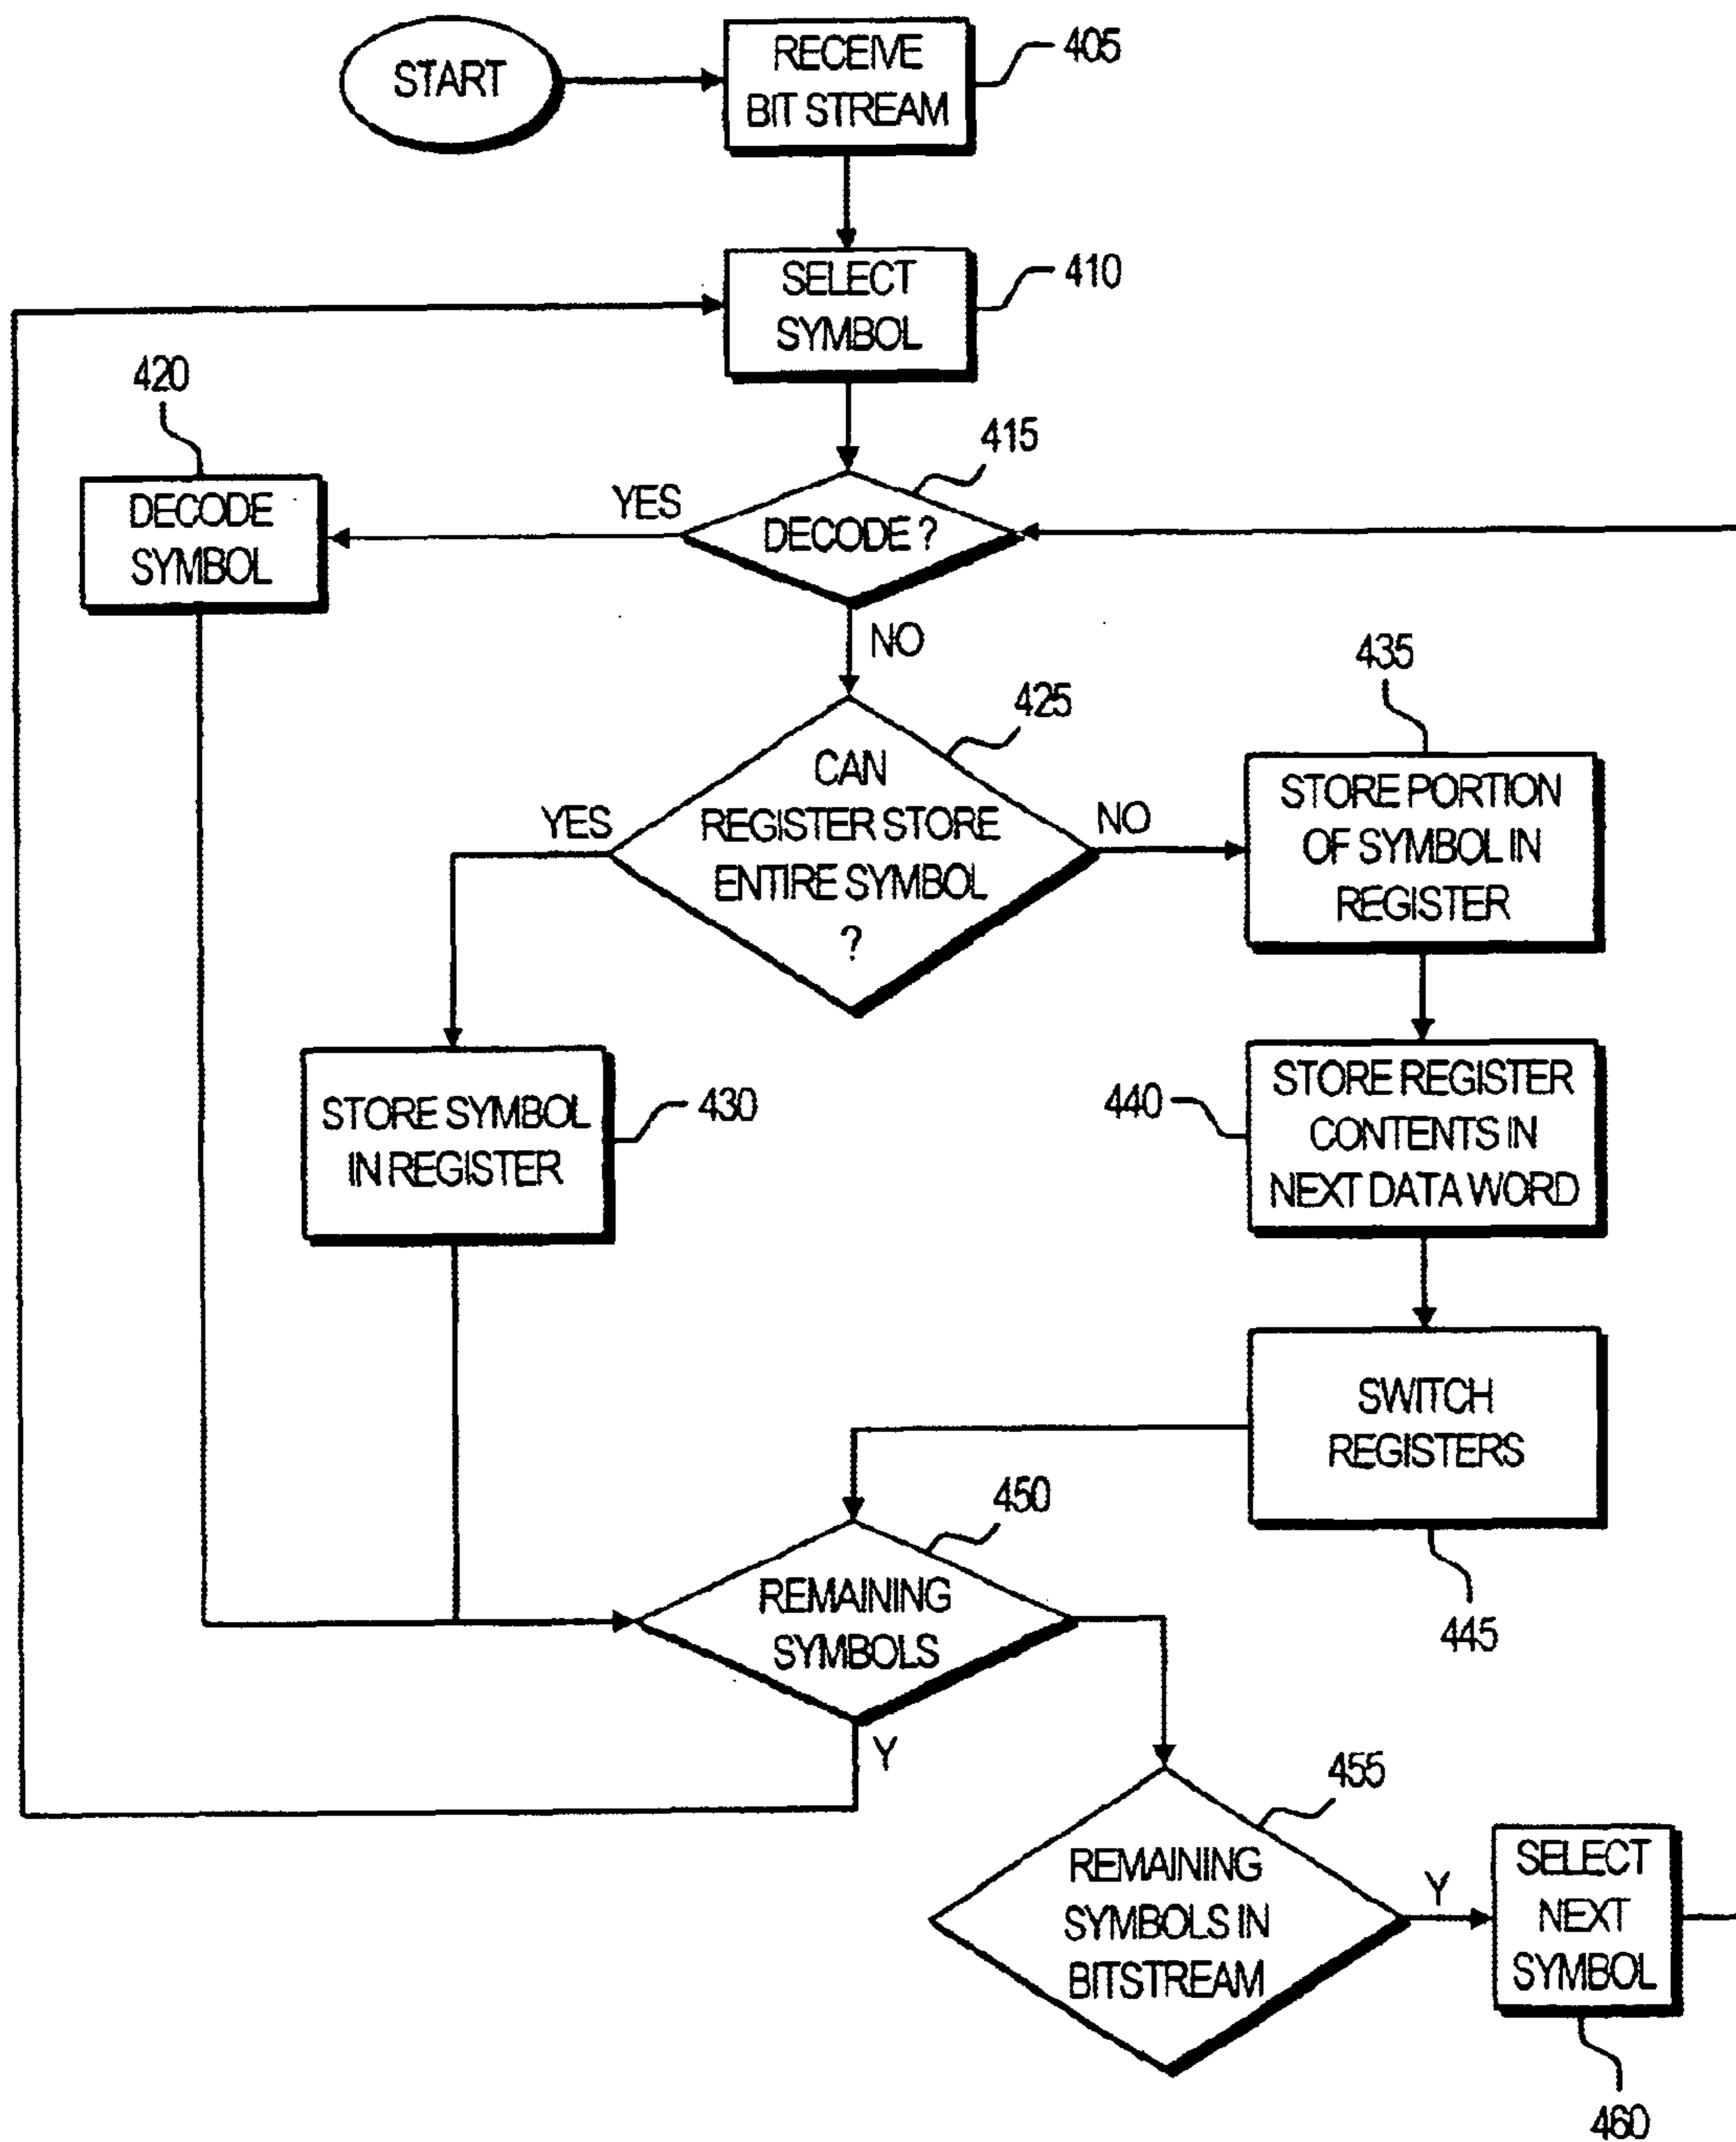 START
RECEIVE
BIT STREAM
405
SELECT
SYMBOL
410
420
415
DECODE
SYMBOL
YES
DECODE?
NO
425
435
CAN
REGISTER STORE
ENTIRE SYMBOL
?
YES
NO
STORE PORTION
OF SYMBOL IN
REGISTER
STORE SYMBOL
IN REGISTER
430
440
STORE REGISTER
CONTENTS IN
NEXT DATA WORD
SWITCH
REGISTERS
445
450
REMAINING
SYMBOLS
Y
455
REMAINING
SYMBOLS IN
BITSTREAM
Y
SELECT
NEXT
SYMBOL
460